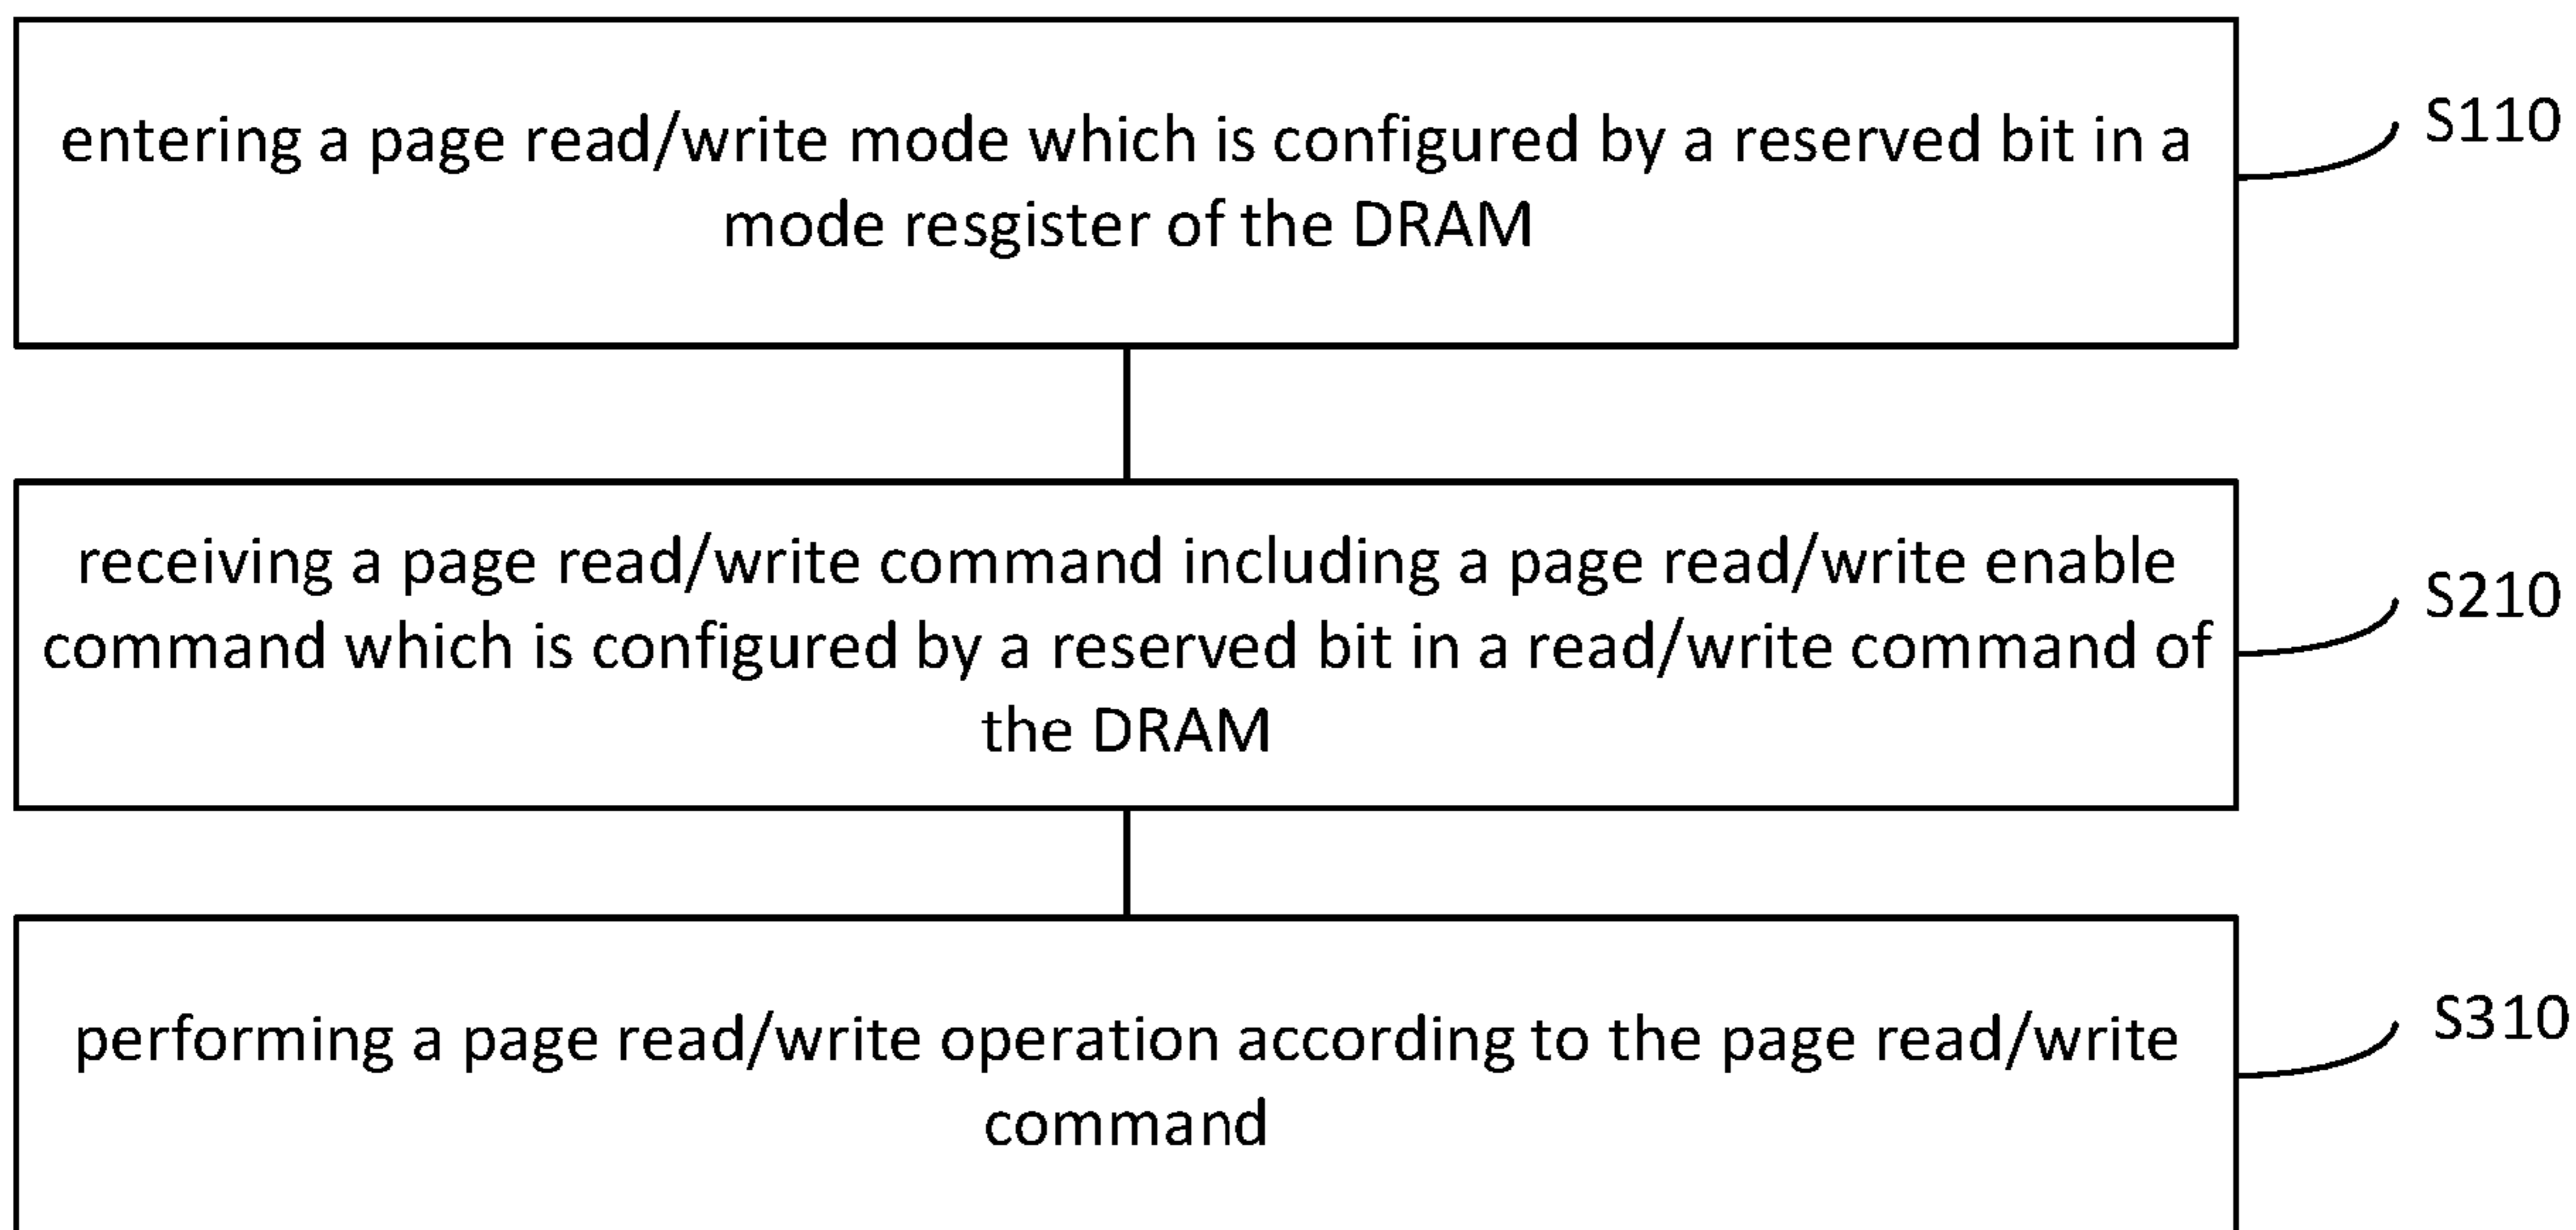 entering a page read/write mode which is configured by a reserved bit in a
mode resgister of the DRAM
S110
receiving a page read/write command including a page read/write enable
command which is configured by a reserved bit in a read/write command of
the DRAM
S210
performing a page read/write operation according to the page read/write
command
S310